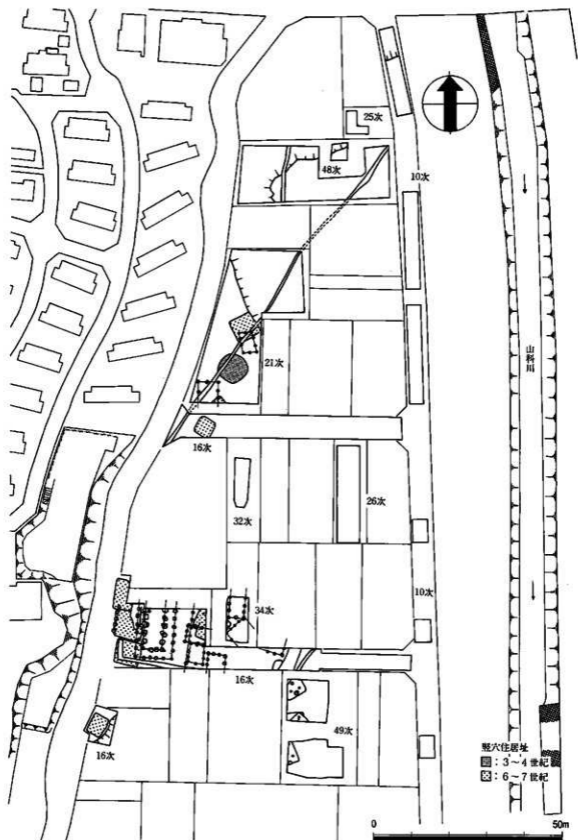 25次
48次
10次
21次
山科川
16次
32次
26次
34次
10次
16次
49次
16次
竪穴住居址
:3~4世紀
:6~7世紀
0
50m